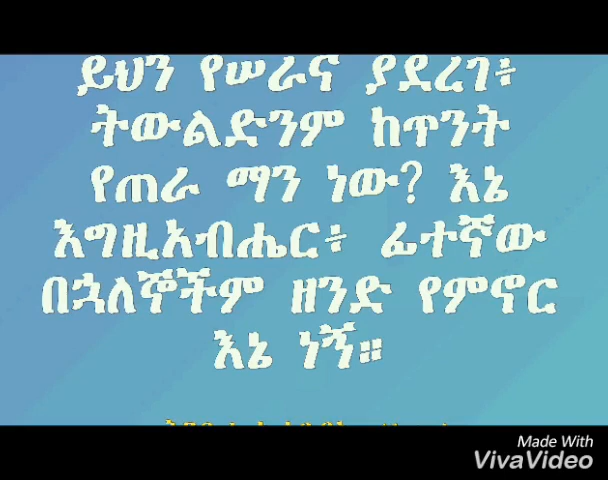 ይህን የሠራና ያደረገ፥
ትውልድንም ከጥንት
የጠራ ማን ነው? እኔ
እግዚአብሔር፥ ፊተኛው
በኋለኞችም ዘንድ የምኖር
እኔ ነኝ።
Made With
VivaVideo